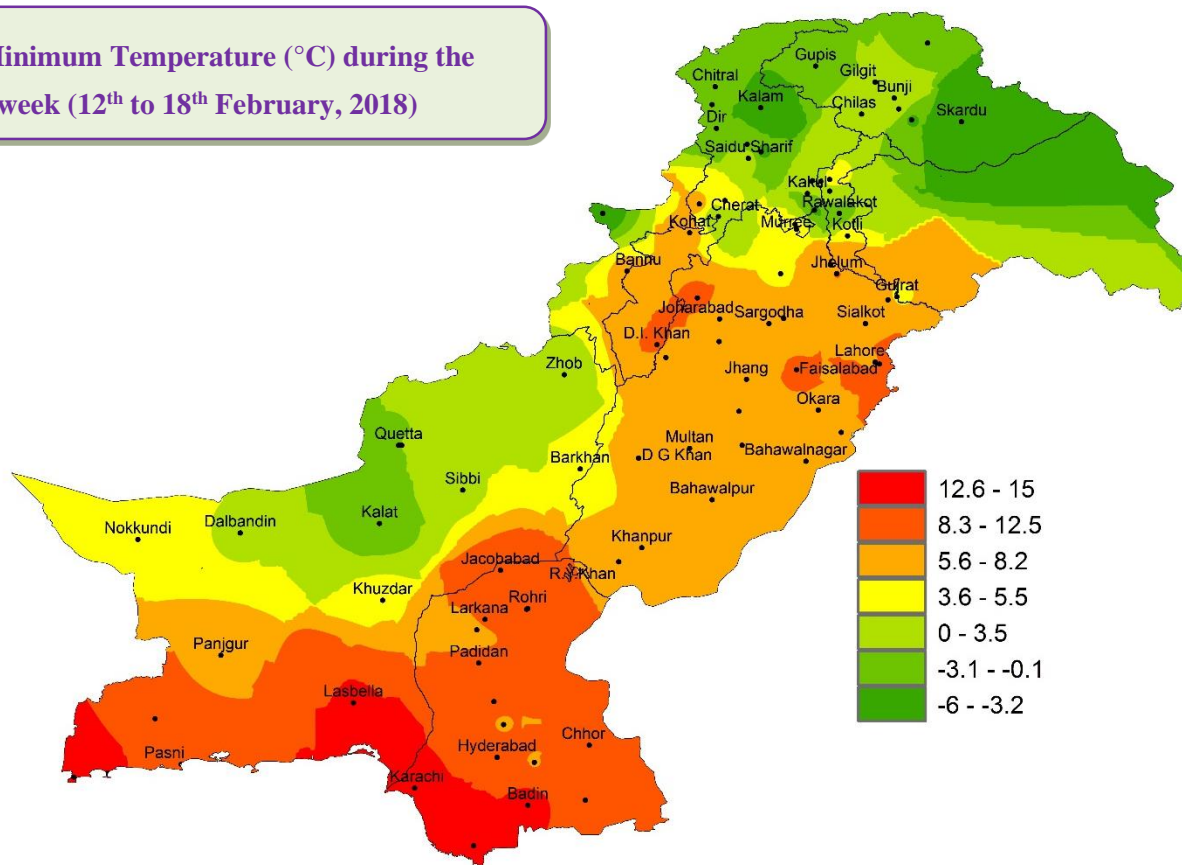 Minimum Temperature (°C) during the
week (12th to 18th February, 2018)
Gupis
Chitral
Gilgit
Bunji
Kalam
Chilas
Skardu
Dir
Saidu Sharif
Kakul
Cherat
Rawalakot
Kohat
Murree
Kotli
Bannu
Jhelum
Gujrat
Joharabad
Sargodha
Sialkot
D.I. Khan
Lahore
Zhob
Jhang
Faisalabad
Okara
Quetta
Multan
Barkhan
D G Khan
Bahawalnagar
Sibbi
Bahawalpur
Kalat
Nokkundi
Dalbandin
Khanpur
Jacobabad
R.Y.Khan
Khuzdar
Rohri
Larkana
Panjgur
Padidan
Lasbella
Chhor
Pasni
Hyderabad
Karachi
Badin
12.6 - 15
8.3 - 12.5
5.6 - 8.2
3.6 - 5.5
0 - 3.5
-3.1 - -0.1
-6 - -3.2